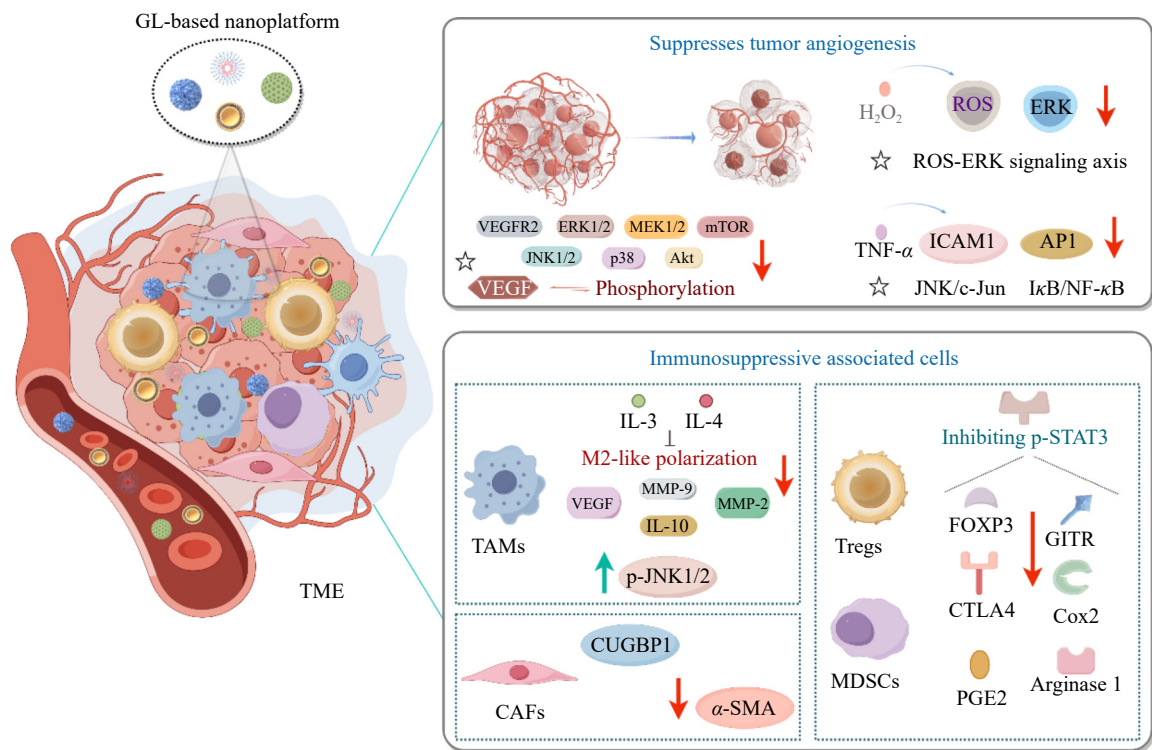 GL-based nanoplatform
TME
Suppresses tumor angiogenesis
VEGFR2 ERK1/2 MEK1/2 mTOR
JNK1/2 p38 Akt
VEGF Phosphorylation
H₂O₂ ROS ERK
ROS-ERK signaling axis
TNF-α ICAM1 AP1
JNK/c-Jun IκB/NF-κB
Immunosuppressive associated cells
IL-3 IL-4
M2-like polarization
VEGF MMP-9 MMP-2
IL-10
TAMs
p-JNK1/2
CUGBP1
CAFs
α-SMA
Inhibiting p-STAT3
Tregs
FOXP3 GITR
CTLA4 Cox2
MDSCs
PGE2 Arginase 1